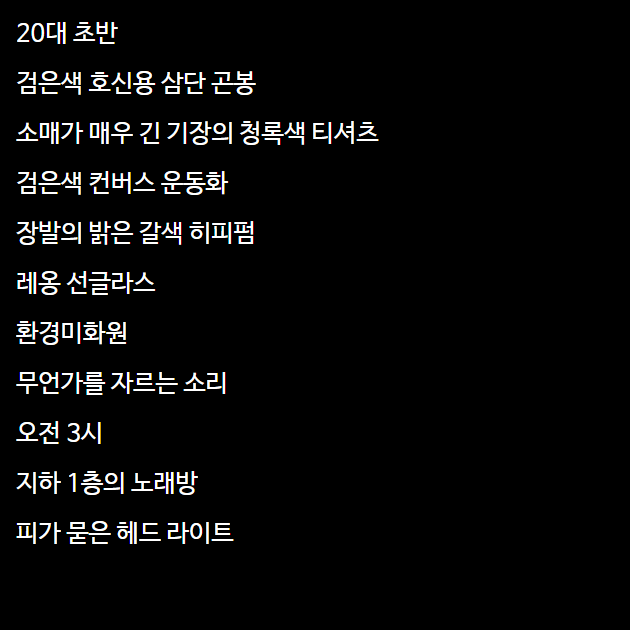 20대 초반
검은색 호신용 삼단 곤봉
소매가 매우 긴 기장의 청록색 티셔츠
검은색 컨버스 운동화
장발의 밝은 갈색 히피펌
레옹 선글라스
환경미화원
무언가를 자르는 소리
오전 3시
지하 1층의 노래방
피가 묻은 헤드 라이트